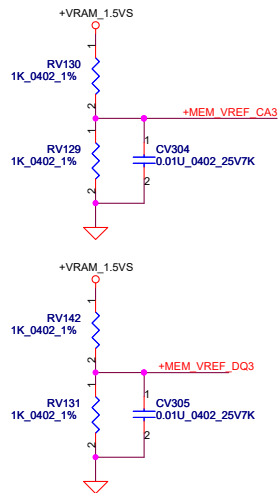 +VRAM_1.5VS
1
RV130
1K_0402_1%
2
+MEM_VREF_CA3
1
RV129
1K_0402_1%
2
1
CV304
0.01U_0402_25V7K
2
+VRAM_1.5VS
1
RV142
1K_0402_1%
2
+MEM_VREF_DQ3
1
RV131
1K_0402_1%
2
1
CV305
0.01U_0402_25V7K
2